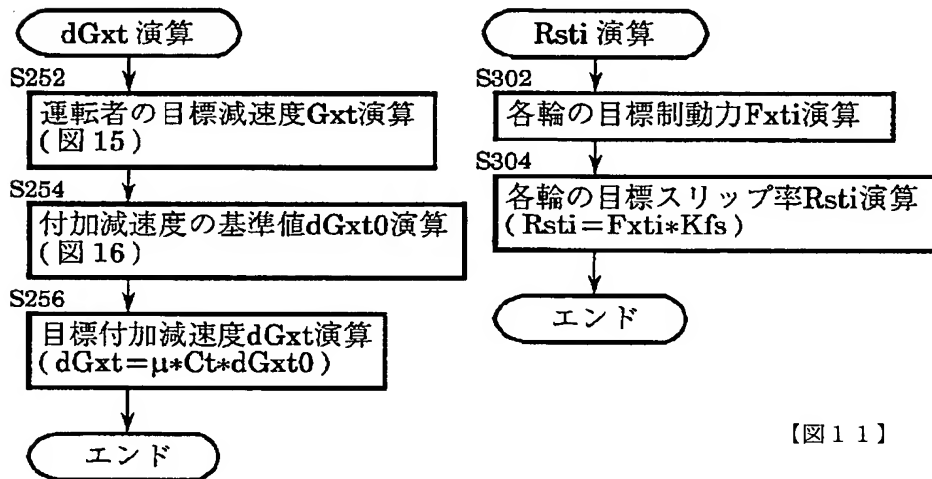 dGxt 演算
S252
運転者の目標減速度Gxt演算
(図15)
S254
付加減速度の基準値dGxt0演算
(図16)
S256
目標付加減速度dGxt演算
(dGxt=μ*Ct*dGxt0)
エンド
Rsti 演算
S302
各輪の目標制動力Fxti演算
S304
各輪の目標スリップ率Rsti演算
(Rsti=Fxti*Kfs)
エンド
【図11】